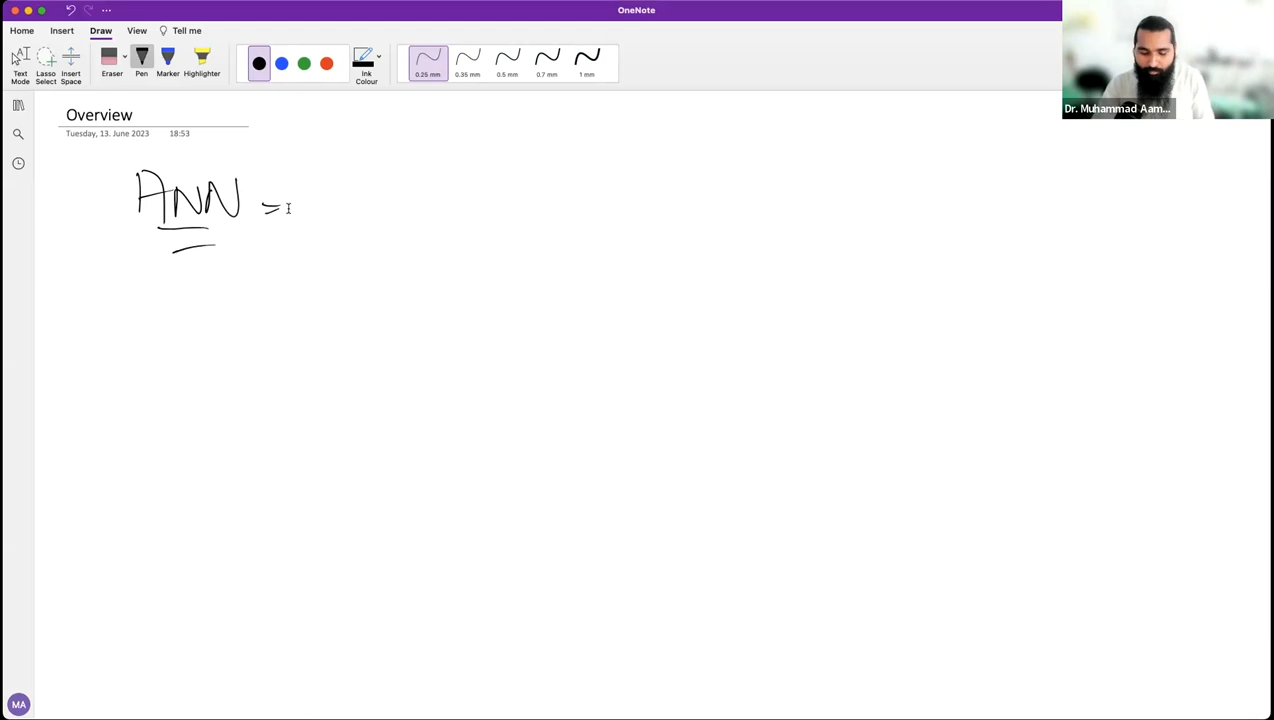 OneNote
Home Insert Draw View Tell me
Text Mode
Lasso Select
Insert Space
Eraser
Pen
Marker
Highlighter
Ink Colour
0.25 mm
0.35 mm
0.5 mm
0.7 mm
1 mm
Dr. Muhammad Aam...
Overview
Tuesday, 13. June 2023 18:53
ANN =
MA